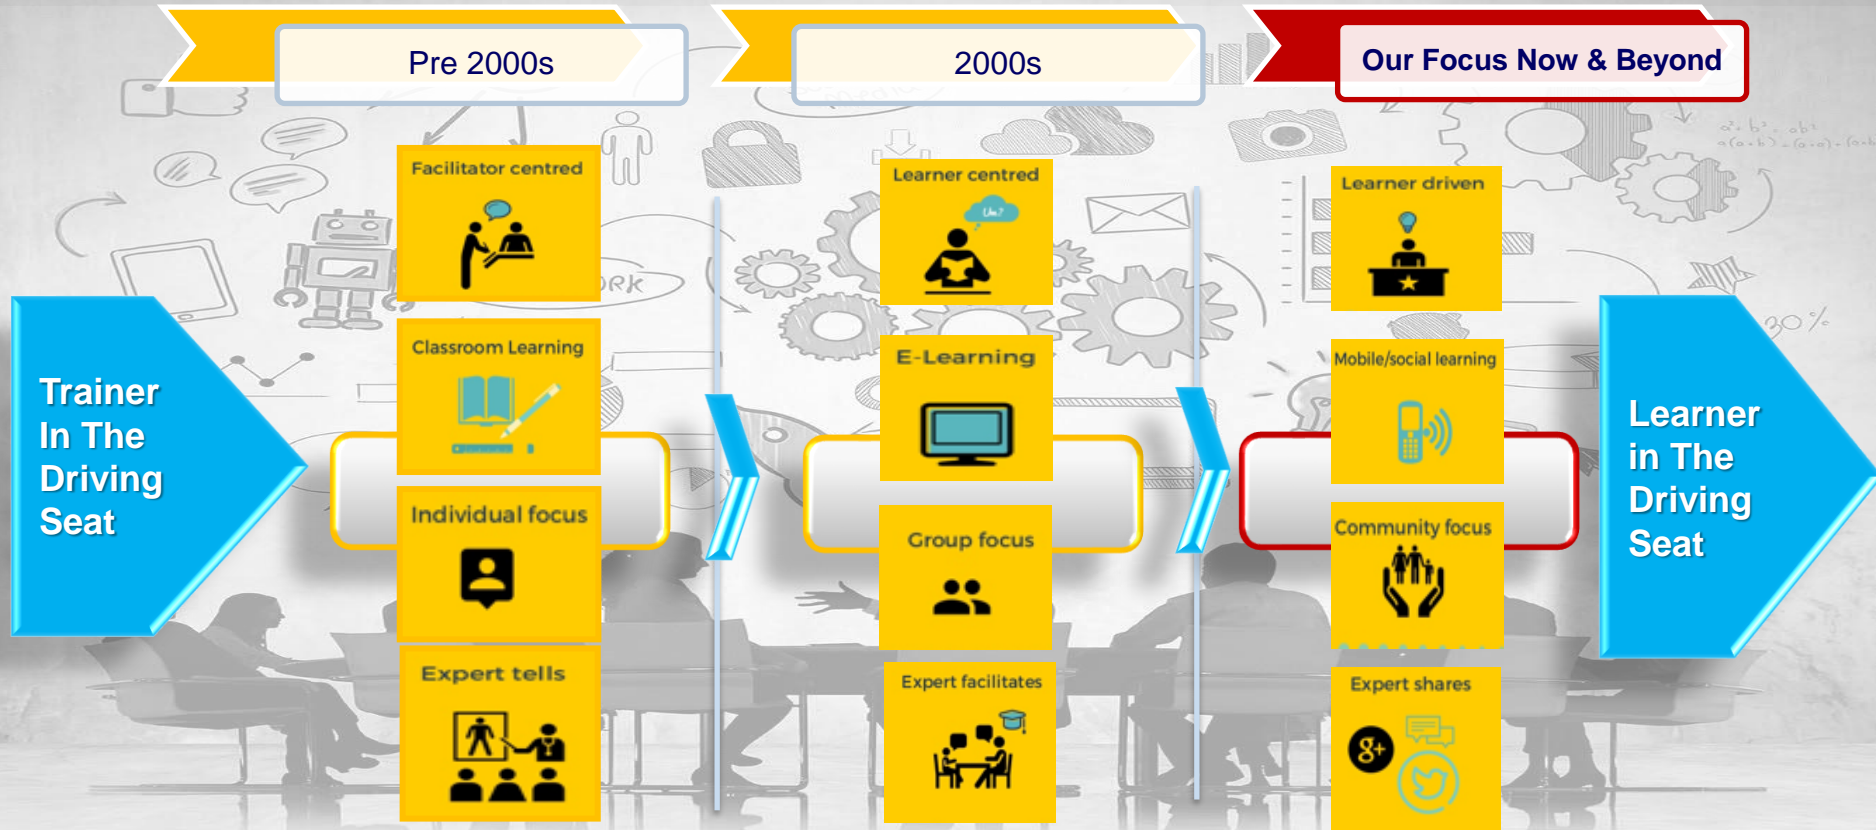 Pre 2000s
2000s
Our Focus Now & Beyond
Facilitator centred
Classroom Learning
Individual focus
Expert tells
Learner centred
Um?
E-Learning
Group focus
Expert facilitates
Learner driven
Mobile/social learning
Community focus
Expert shares
g+
Trainer
In The
Driving
Seat
Learner
in The
Driving
Seat
30%